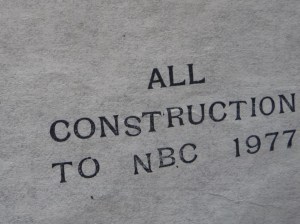 ALL
CONSTRUCTION
TO NBC 1977